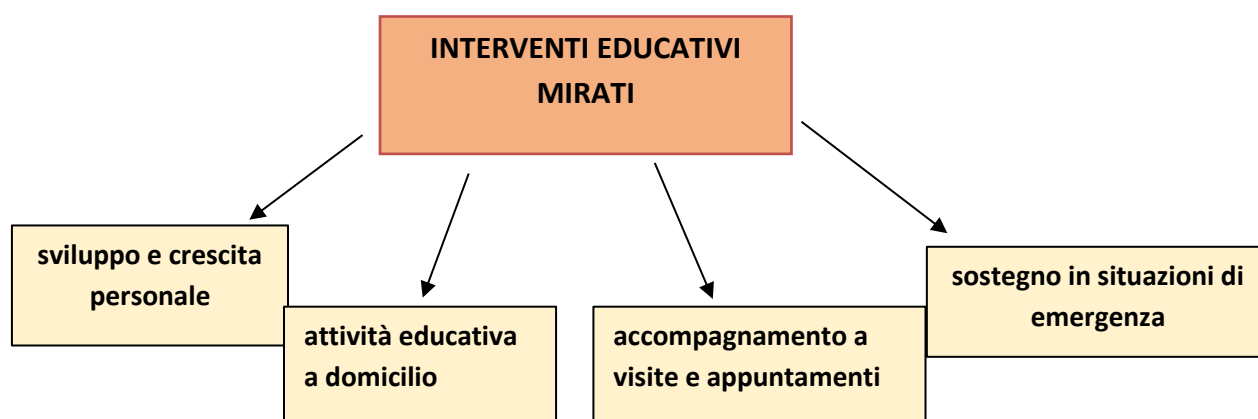 INTERVENTI EDUCATIVI
MIRATI
sviluppo e crescita
personale
attività educativa
a domicilio
accompagnamento a
visite e appuntamenti
sostegno in situazioni di
emergenza